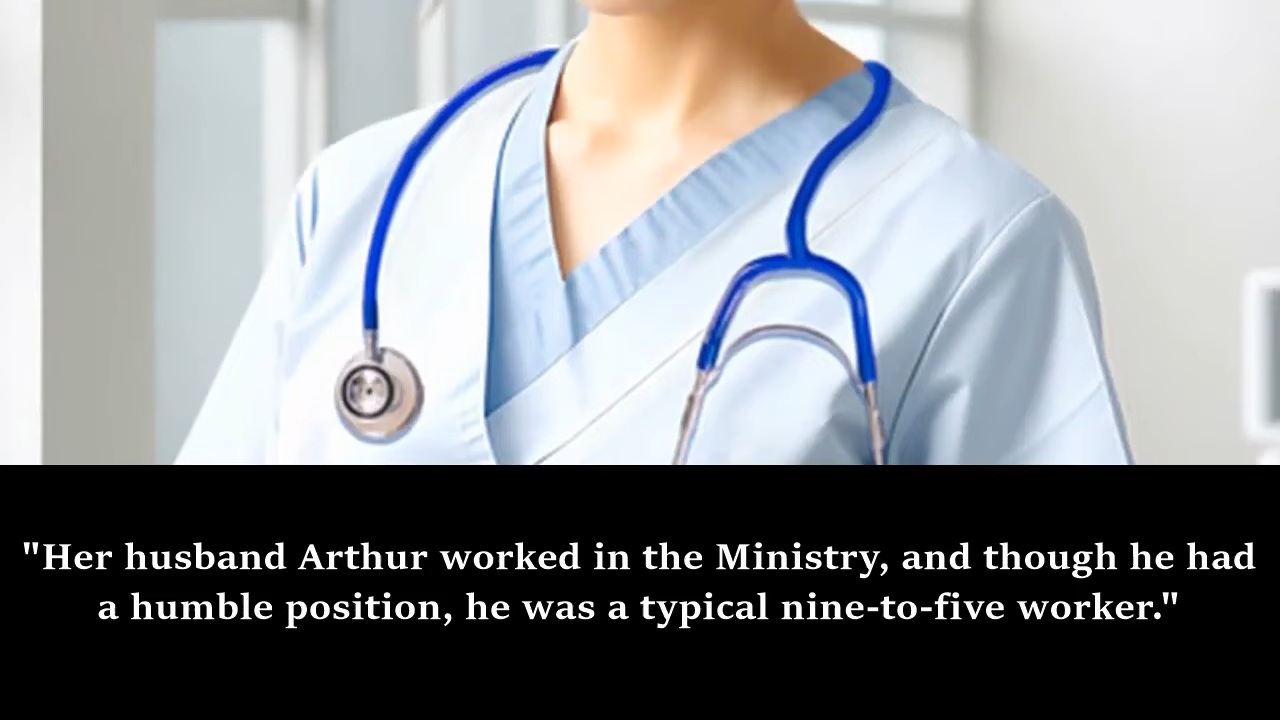 "Her husband Arthur worked in the Ministry, and though he had
a humble position, he was a typical nine-to-five worker."